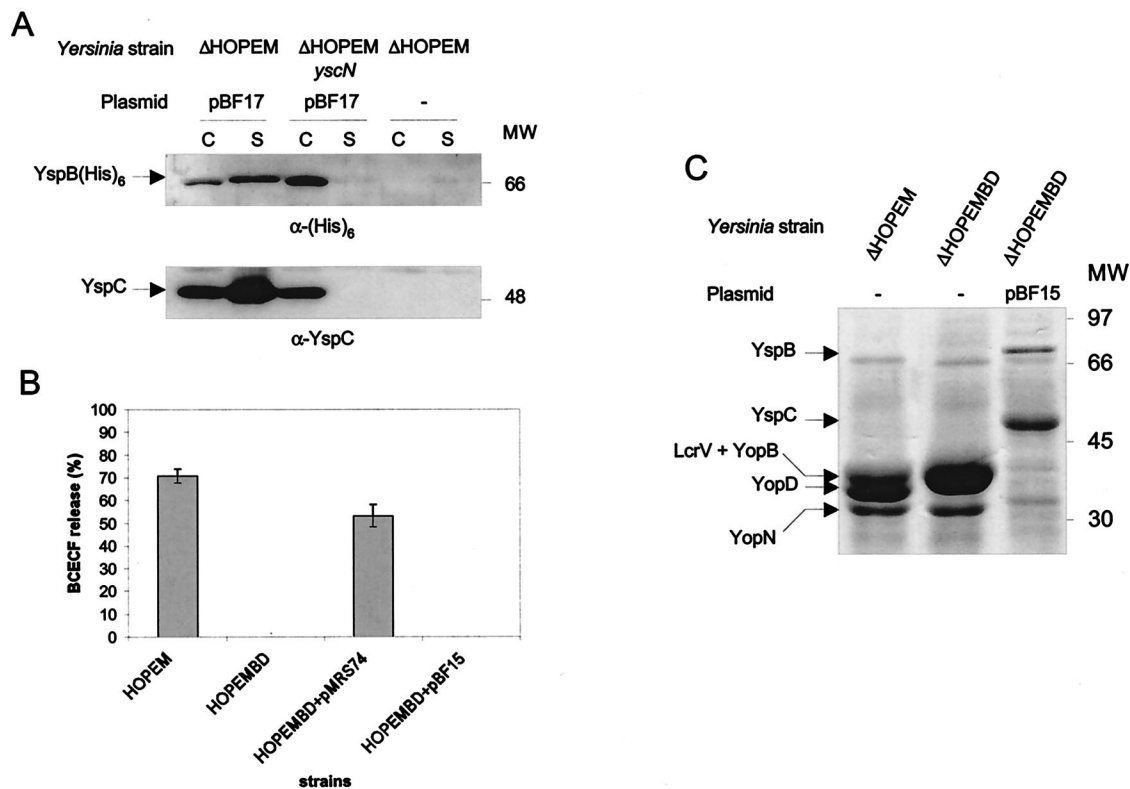 A
Yersinia strain ΔHOPEM ΔHOPEM ΔHOPEM
yscN
Plasmid pBF17 pBF17 -
C S C S C S MW
YspB(His)6 66
α-(His)6
YspC 48
α-YspC
B
100
90
80
70
60
50
40
30
20
10
0
BCECF release (%)
HOPEM
HOPEMBD
HOPEMBD+pMRS74
HOPEMBD+pBF15
strains
C
Yersinia strain ΔHOPEM ΔHOPEMBD ΔHOPEMBD
MW
Plasmid - - pBF15
97
YspB 66
YspC
45
LcrV + YopB
YopD
YopN 30